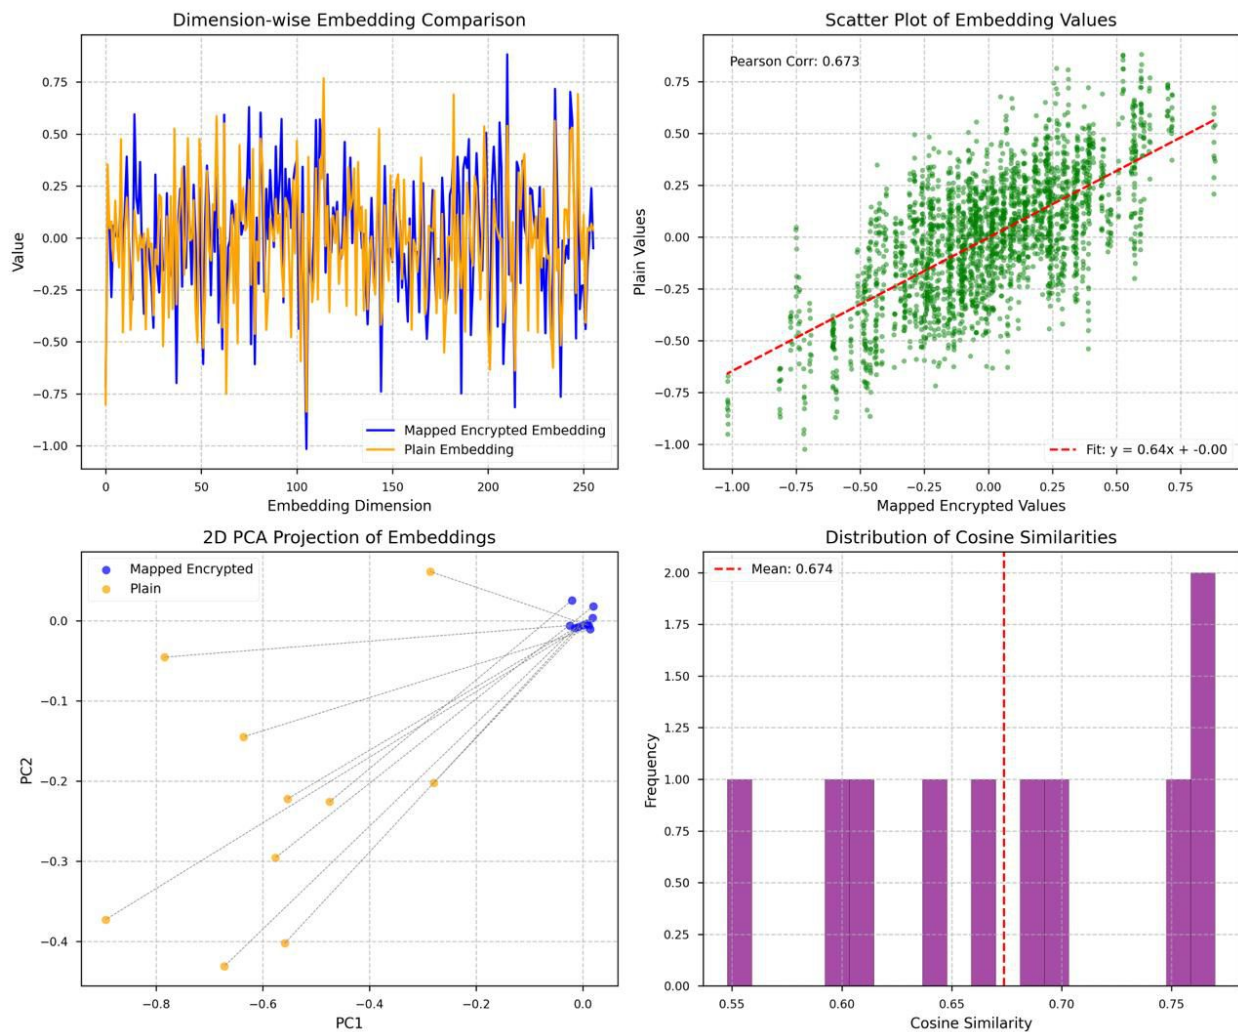 Dimension-wise Embedding Comparison
Value
0.75
0.50
0.25
0.00
−0.25
−0.50
−0.75
−1.00
Mapped Encrypted Embedding
Plain Embedding
0
50
100
150
200
250
Embedding Dimension
Scatter Plot of Embedding Values
Pearson Corr: 0.673
Plain Values
0.75
0.50
0.25
0.00
−0.25
−0.50
−0.75
−1.00
Fit: y = 0.64x + -0.00
−1.00
−0.75
−0.50
−0.25
0.00
0.25
0.50
0.75
Mapped Encrypted Values
2D PCA Projection of Embeddings
Mapped Encrypted
Plain
PC2
0.0
−0.1
−0.2
−0.3
−0.4
−0.8
−0.6
−0.4
−0.2
0.0
PC1
Distribution of Cosine Similarities
Mean: 0.674
Frequency
2.00
1.75
1.50
1.25
1.00
0.75
0.50
0.25
0.00
0.55
0.60
0.65
0.70
0.75
Cosine Similarity